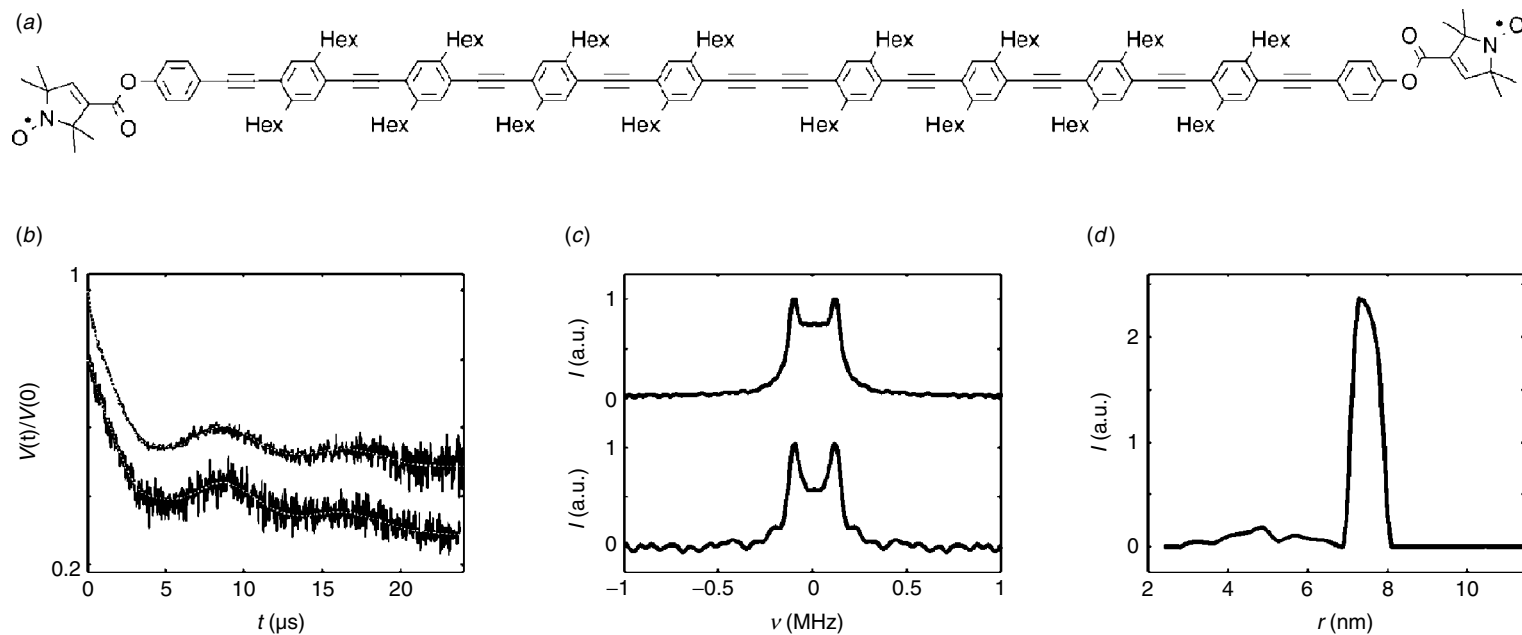 (a)
Hex Hex Hex Hex Hex Hex Hex Hex
Hex Hex Hex Hex Hex Hex Hex Hex
O• N O O
O O N •O
(b)
V(t)/V(0)
1
0.2
0 5 10 15 20
t (μs)
(c)
I (a.u.)
1
0
I (a.u.)
1
0
−1 −0.5 0 0.5 1
ν (MHz)
(d)
I (a.u.)
2
1
0
2 4 6 8 10
r (nm)